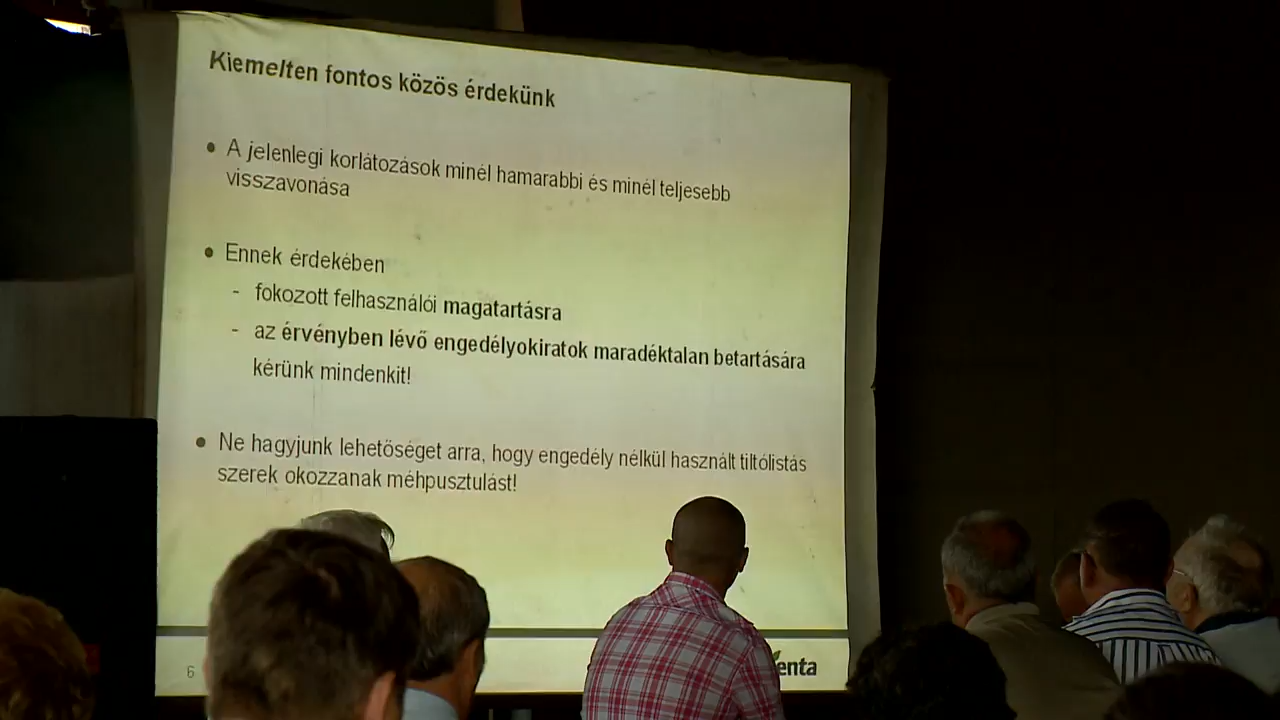 Kiemelten fontos közös érdekünk
• A jelenlegi korlátozások minél hamarabbi és minél teljesebb
visszavonása
• Ennek érdekében
- fokozott felhasználói magatartásra
- az érvényben lévő engedélyokiratok maradéktalan betartására
kérünk mindenkit!
• Ne hagyjunk lehetőséget arra, hogy engedély nélkül használt tiltólistás
szerek okozzanak méhpusztulást!
6
enta